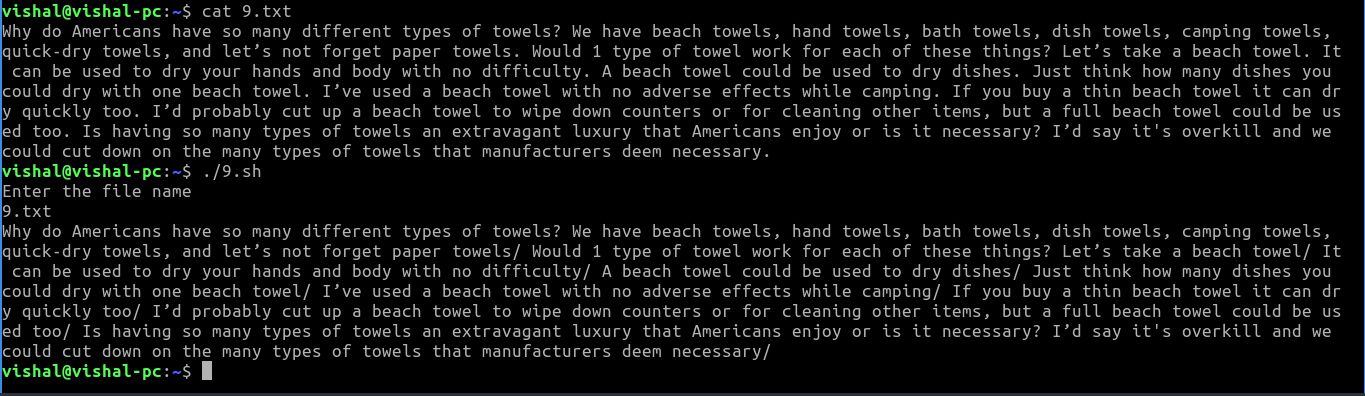 vishal@vishal-pc:~$ cat 9.txt
Why do Americans have so many different types of towels? We have beach towels, hand towels, bath towels, dish towels, camping towels,
quick-dry towels, and let’s not forget paper towels. Would 1 type of towel work for each of these things? Let’s take a beach towel. It
 can be used to dry your hands and body with no difficulty. A beach towel could be used to dry dishes. Just think how many dishes you
could dry with one beach towel. I’ve used a beach towel with no adverse effects while camping. If you buy a thin beach towel it can dr
y quickly too. I’d probably cut up a beach towel to wipe down counters or for cleaning other items, but a full beach towel could be us
ed too. Is having so many types of towels an extravagant luxury that Americans enjoy or is it necessary? I’d say it's overkill and we
could cut down on the many types of towels that manufacturers deem necessary.
vishal@vishal-pc:~$ ./9.sh
Enter the file name
9.txt
Why do Americans have so many different types of towels? We have beach towels, hand towels, bath towels, dish towels, camping towels,
quick-dry towels, and let’s not forget paper towels/ Would 1 type of towel work for each of these things? Let’s take a beach towel/ It
 can be used to dry your hands and body with no difficulty/ A beach towel could be used to dry dishes/ Just think how many dishes you
could dry with one beach towel/ I’ve used a beach towel with no adverse effects while camping/ If you buy a thin beach towel it can dr
y quickly too/ I’d probably cut up a beach towel to wipe down counters or for cleaning other items, but a full beach towel could be us
ed too/ Is having so many types of towels an extravagant luxury that Americans enjoy or is it necessary? I’d say it's overkill and we
could cut down on the many types of towels that manufacturers deem necessary/
vishal@vishal-pc:~$